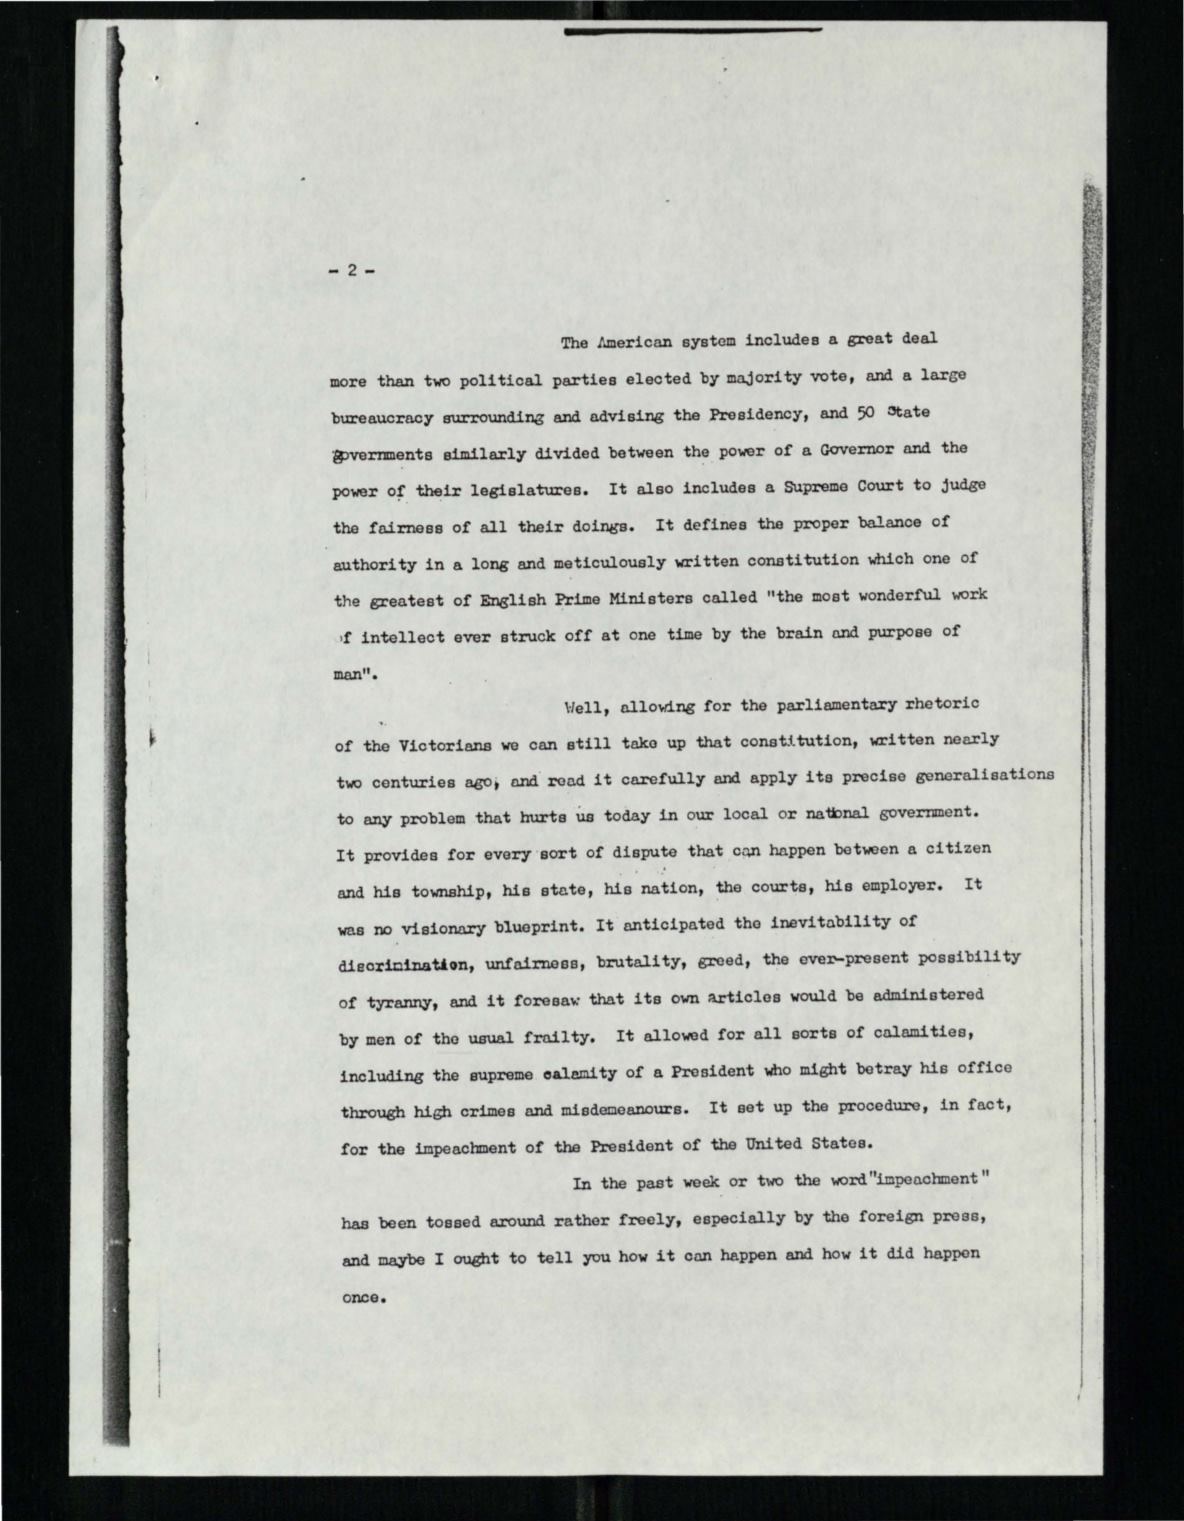 - 2 -
The American system includes a great deal
more than two political parties elected by majority vote, and a large
bureaucracy surrounding and advising the Presidency, and 50 State
governments similarly divided between the power of a Governor and the
power of their legislatures. It also includes a Supreme Court to judge
the fairness of all their doings. It defines the proper balance of
authority in a long and meticulously written constitution which one of
the greatest of English Prime Ministers called "the most wonderful work
of intellect ever struck off at one time by the brain and purpose of
man".
Well, allowing for the parliamentary rhetoric
of the Victorians we can still take up that constitution, written nearly
two centuries ago, and read it carefully and apply its precise generalisations
to any problem that hurts us today in our local or national government.
It provides for every sort of dispute that can happen between a citizen
and his township, his state, his nation, the courts, his employer. It
was no visionary blueprint. It anticipated the inevitability of
discrimination, unfairness, brutality, greed, the ever-present possibility
of tyranny, and it foresaw that its own articles would be administered
by men of the usual frailty. It allowed for all sorts of calamities,
including the supreme calamity of a President who might betray his office
through high crimes and misdemeanours. It set up the procedure, in fact,
for the impeachment of the President of the United States.
In the past week or two the word "impeachment"
has been tossed around rather freely, especially by the foreign press,
and maybe I ought to tell you how it can happen and how it did happen
once.